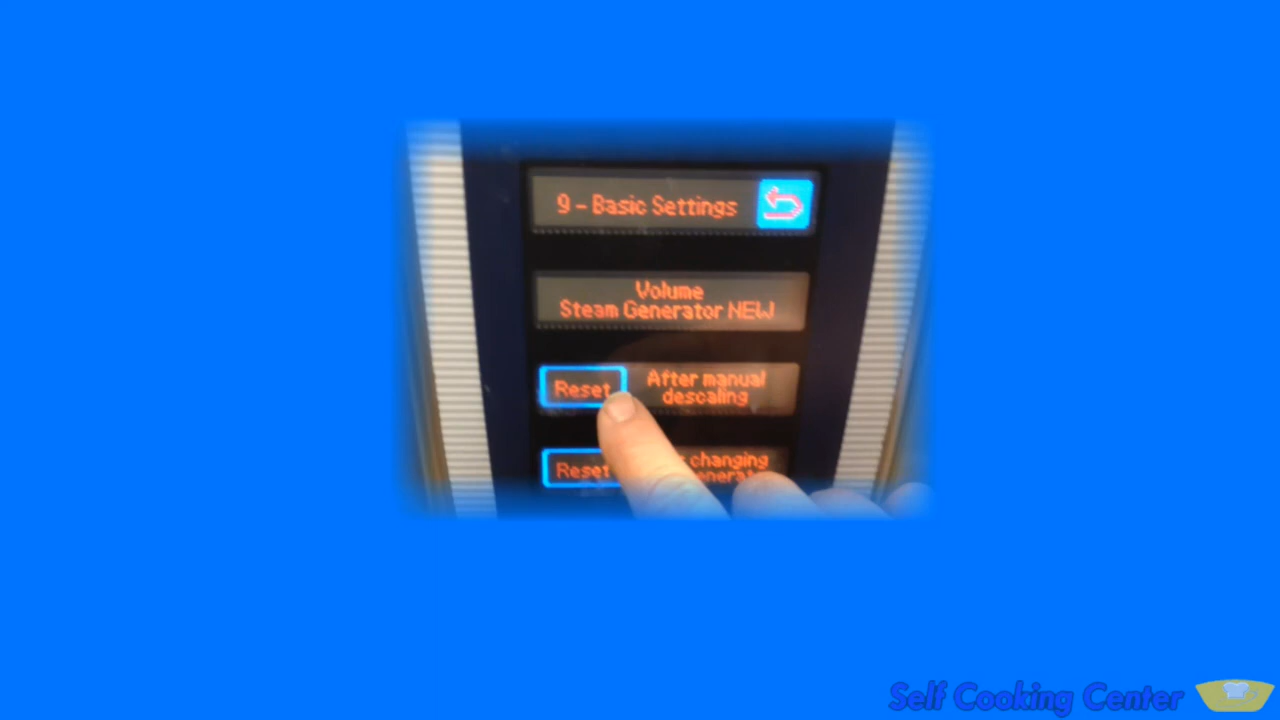 9 - Basic Settings
Volume
Steam Generator NEW
Reset
After manual
descaling
Reset
changing
Self Cooking Center